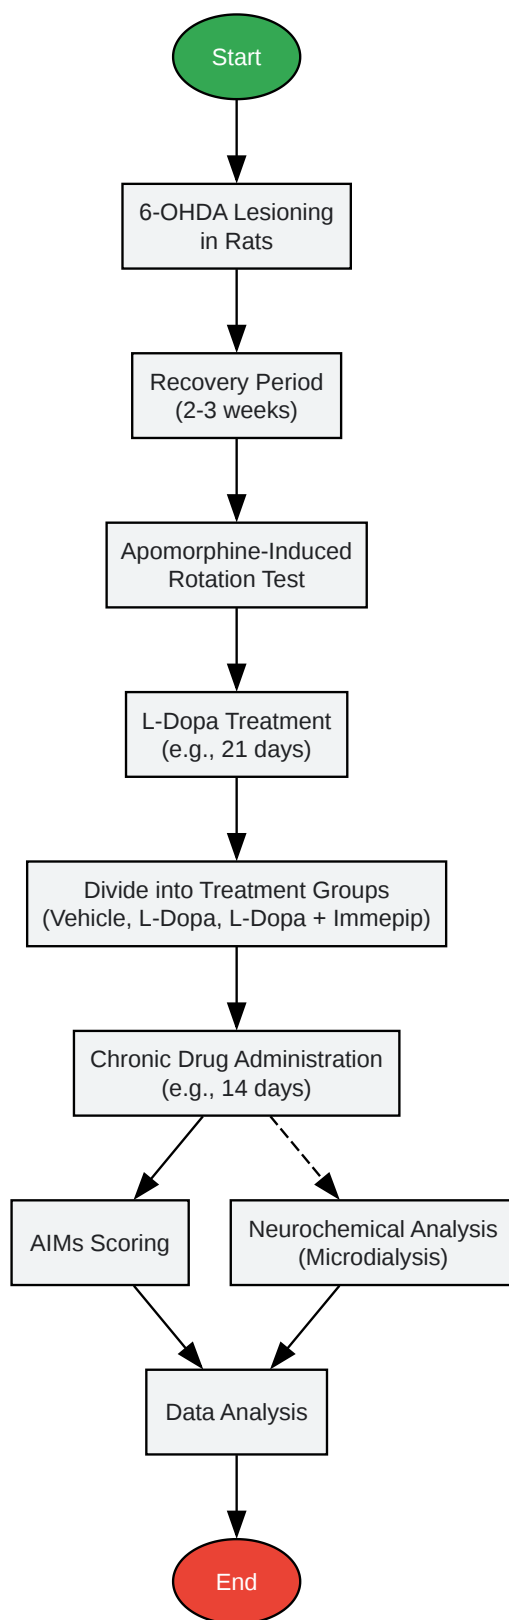 Start
6-OHDA Lesioning
in Rats
Recovery Period
(2-3 weeks)
Apomorphine-Induced
Rotation Test
L-Dopa Treatment
(e.g., 21 days)
Divide into Treatment Groups
(Vehicle, L-Dopa, L-Dopa + Immepip)
Chronic Drug Administration
(e.g., 14 days)
AIMs Scoring
Neurochemical Analysis
(Microdialysis)
Data Analysis
End